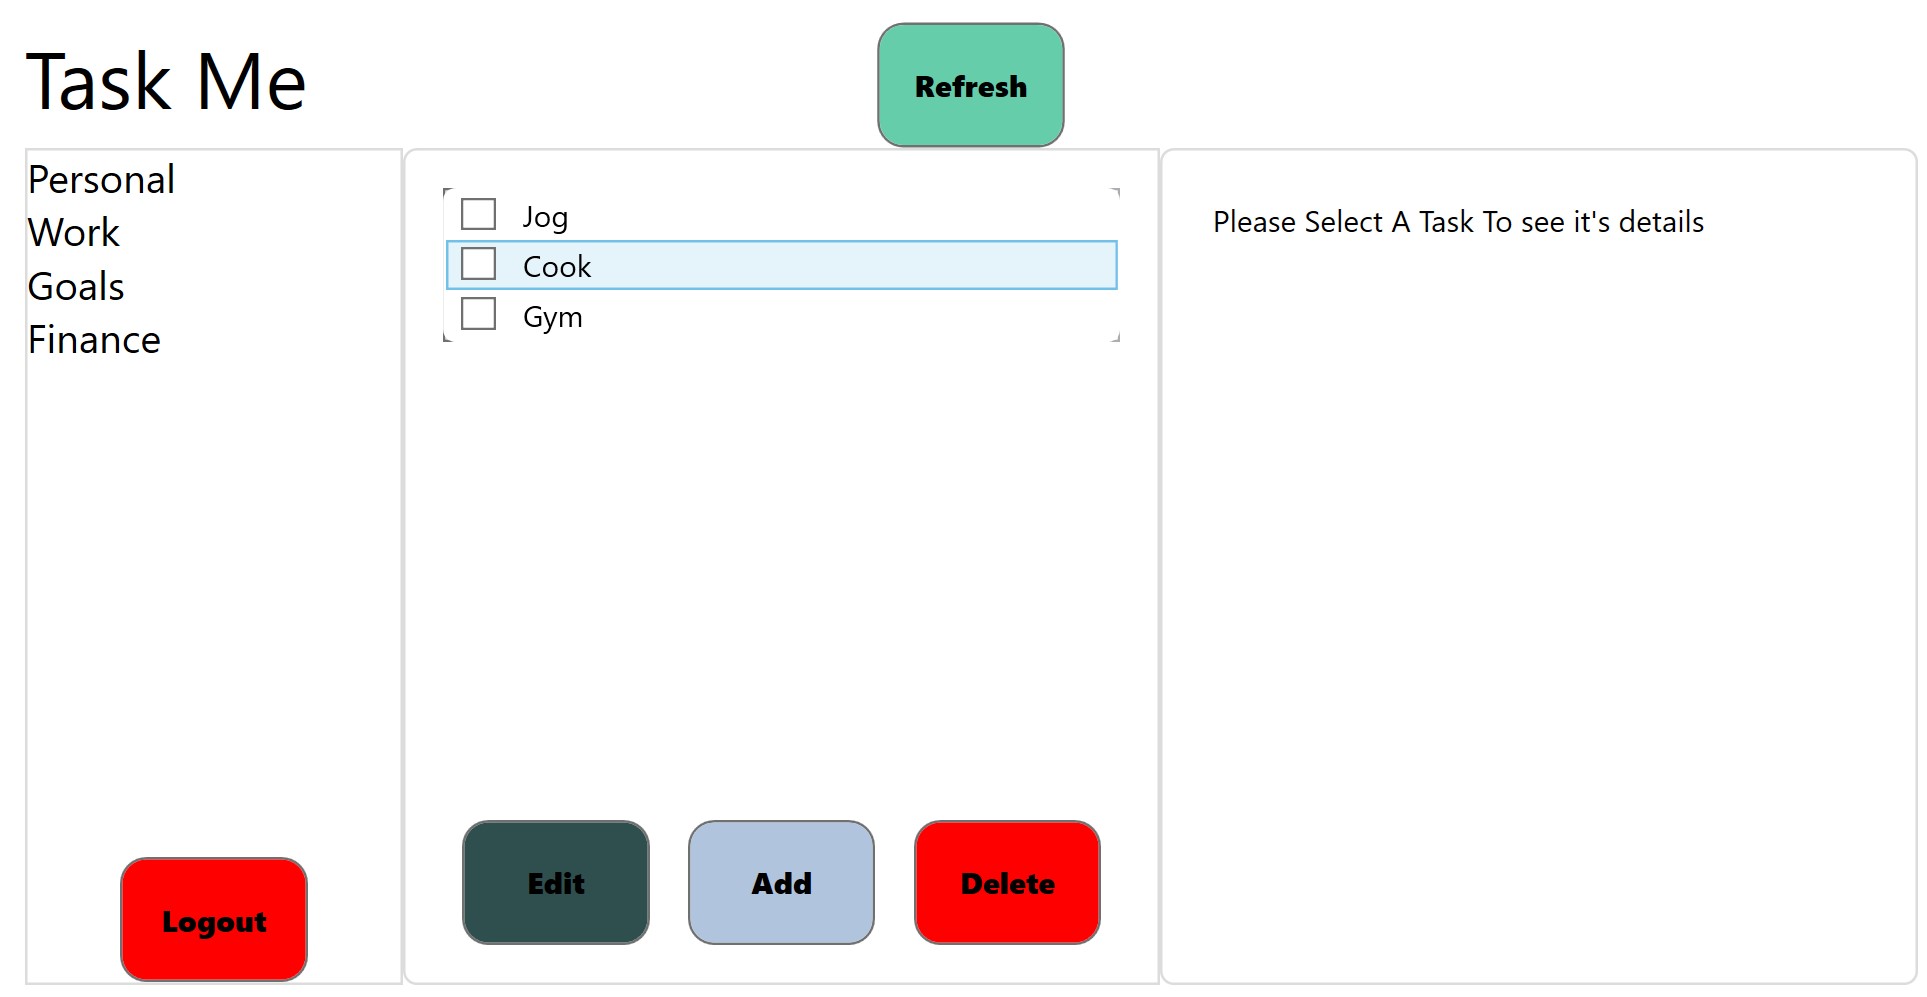 Task Me
Refresh
Personal
Work
Goals
Finance
Logout
Jog
Cook
Gym
Edit
Add
Delete
Please Select A Task To see it's details